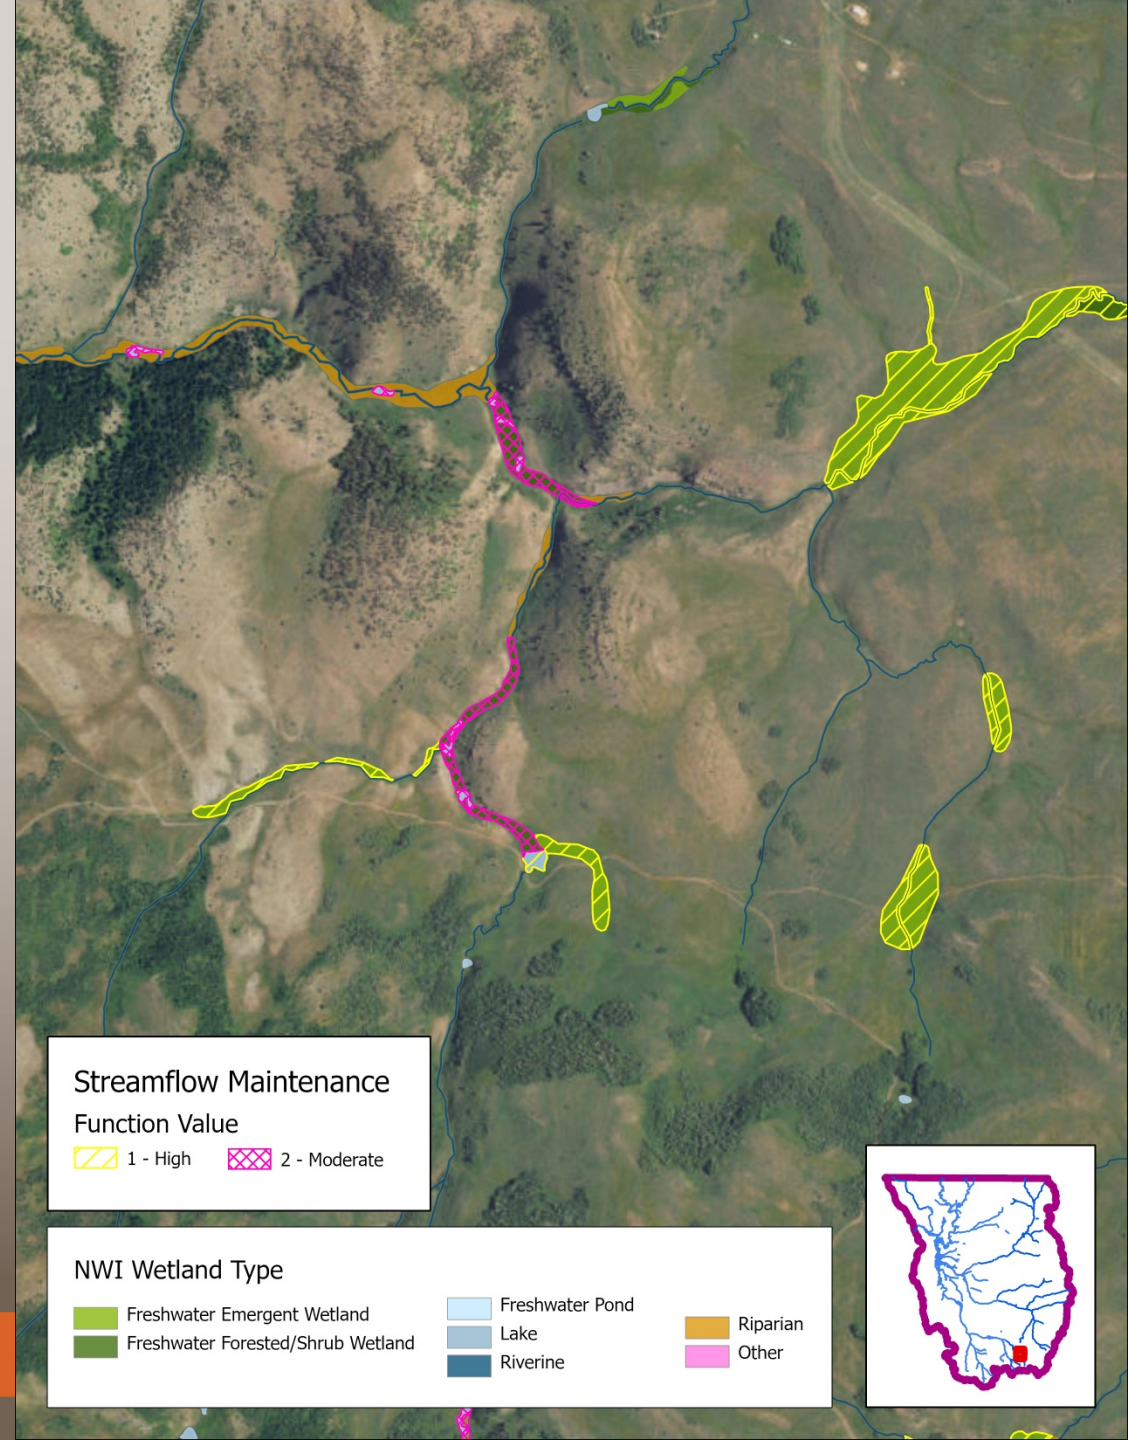 Streamflow Maintenance
Function Value
1 - High
2 - Moderate
NWI Wetland Type
Freshwater Emergent Wetland
Freshwater Forested/Shrub Wetland
Freshwater Pond
Lake
Riverine
Riparian
Other